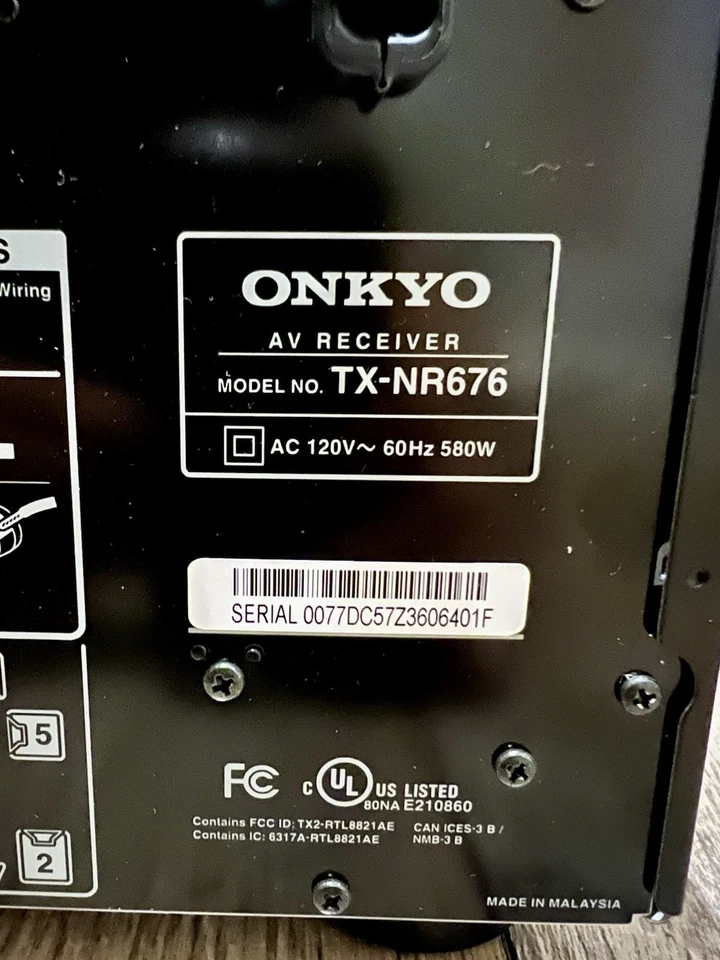 S
Wiring
ONKYO
AV RECEIVER
MODEL NO. TX-NR676
AC 120V～ 60Hz 580W
SERIAL 0077DC57Z3606401F
5
2
FC
C UL US LISTED
80NA E210860
Contains FCC ID: TX2-RTL8821AE
Contains IC: 6317A-RTL8821AE
CAN ICES-3 B /
NMB-3 B
MADE IN MALAYSIA